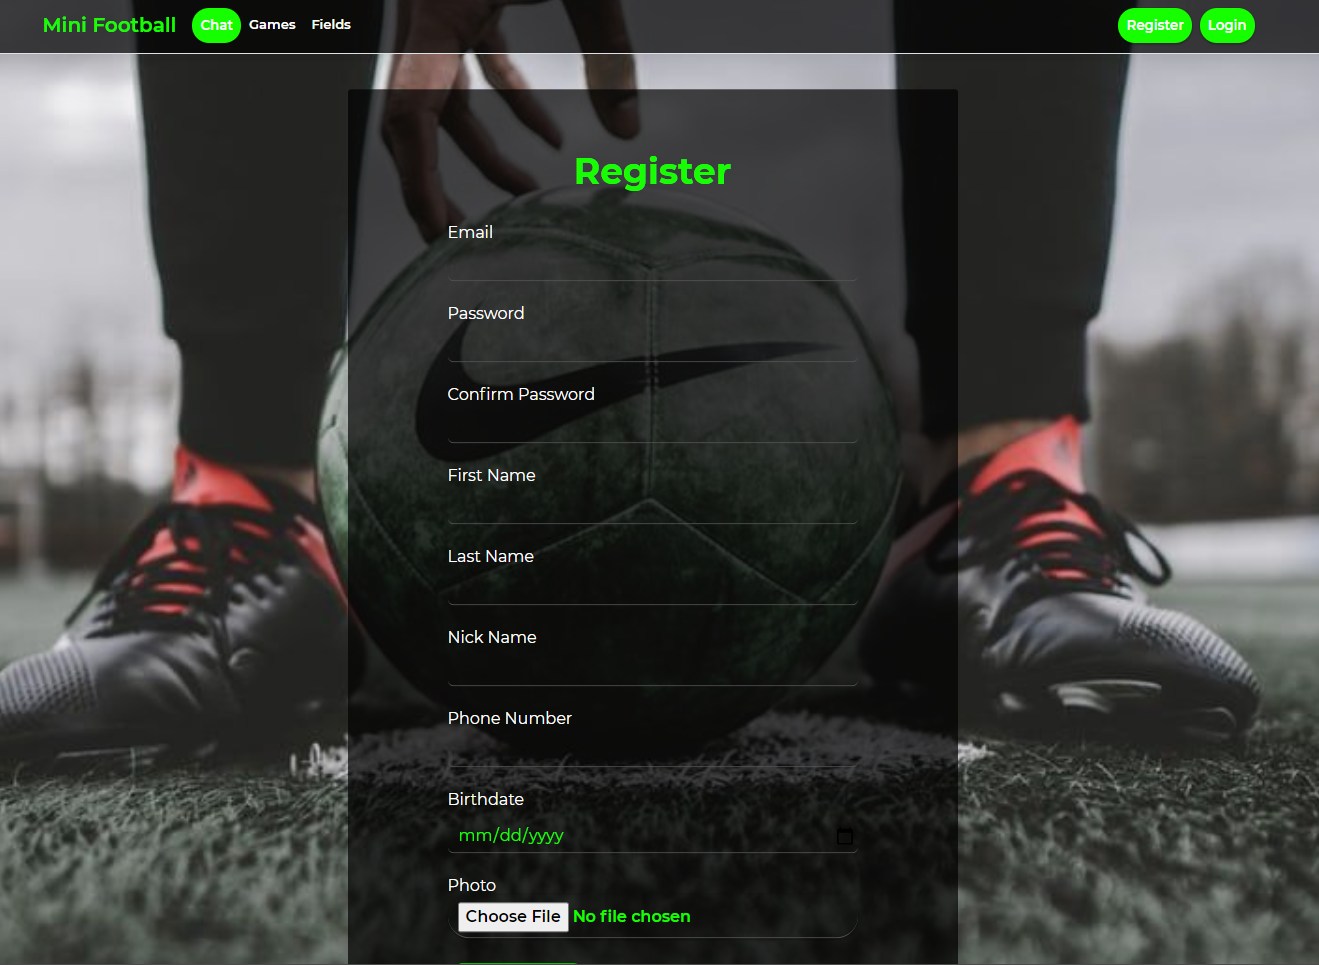 Mini Football Chat Games Fields Register Login
Register
Email
Password
Confirm Password
First Name
Last Name
Nick Name
Phone Number
Birthdate
mm/dd/yyyy
Photo
Choose File No file chosen